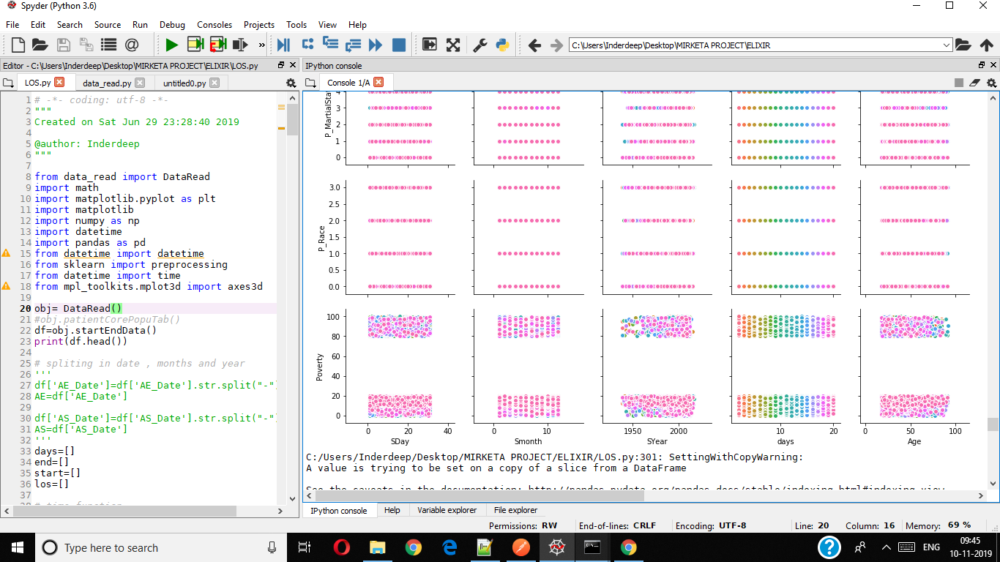 Spyder (Python 3.6)
File Edit Search Source Run Debug Consoles Projects Tools View Help
C:\Users\Inderdeep\Desktop\MIRKETA PROJECT\ELIXIR
Editor - C:\Users\Inderdeep\Desktop\MIRKETA PROJECT\ELIXIR\LOS.py
LOS.py data_read.py untitled0.py
1 # -*- coding: utf-8 -*-
2 """
3 Created on Sat Jun 29 23:28:40 2019
4
5 @author: Inderdeep
6 """
7
8 from data_read import DataRead
9 import math
10 import matplotlib.pyplot as plt
11 import matplotlib
12 import numpy as np
13 import datetime
14 import pandas as pd
15 from datetime import datetime
16 from sklearn import preprocessing
17 from datetime import time
18 from mpl_toolkits.mplot3d import axes3d
19
20 obj= DataRead()
21 #obj.patientCorePopuTab()
22 df=obj.startEndData()
23 print(df.head())
24
25 # spliting in date , months and year
26 '''
27 df['AE_Date']=df['AE_Date'].str.split("-"
28 AE=df['AE_Date']
29
30 df['AS_Date']=df['AS_Date'].str.split("-"
31 AS=df['AS_Date']
32 '''
33 days=[]
34 end=[]
35 start=[]
36 los=[]
37
IPython console
Console 1/A
P_MartialSta
4
3
2
1
0
P_Race
3.0
2.5
2.0
1.5
1.0
0.5
0.0
Poverty
100
80
60
40
20
0
0 20 40 0 10 1950 2000 10 20 0 50 100
SDay Smonth SYear days Age
C:/Users/Inderdeep/Desktop/MIRKETA PROJECT/ELIXIR/LOS.py:301: SettingWithCopyWarning:
A value is trying to be set on a copy of a slice from a DataFrame
See the caveats in the documentation: http://pandas.pydata.org/pandas-docs/stable/indexing.html#indexing-view
IPython console Help Variable explorer File explorer
Permissions: RW End-of-lines: CRLF Encoding: UTF-8 Line: 20 Column: 16 Memory: 69 %
Type here to search
ENG
09:45
10-11-2019